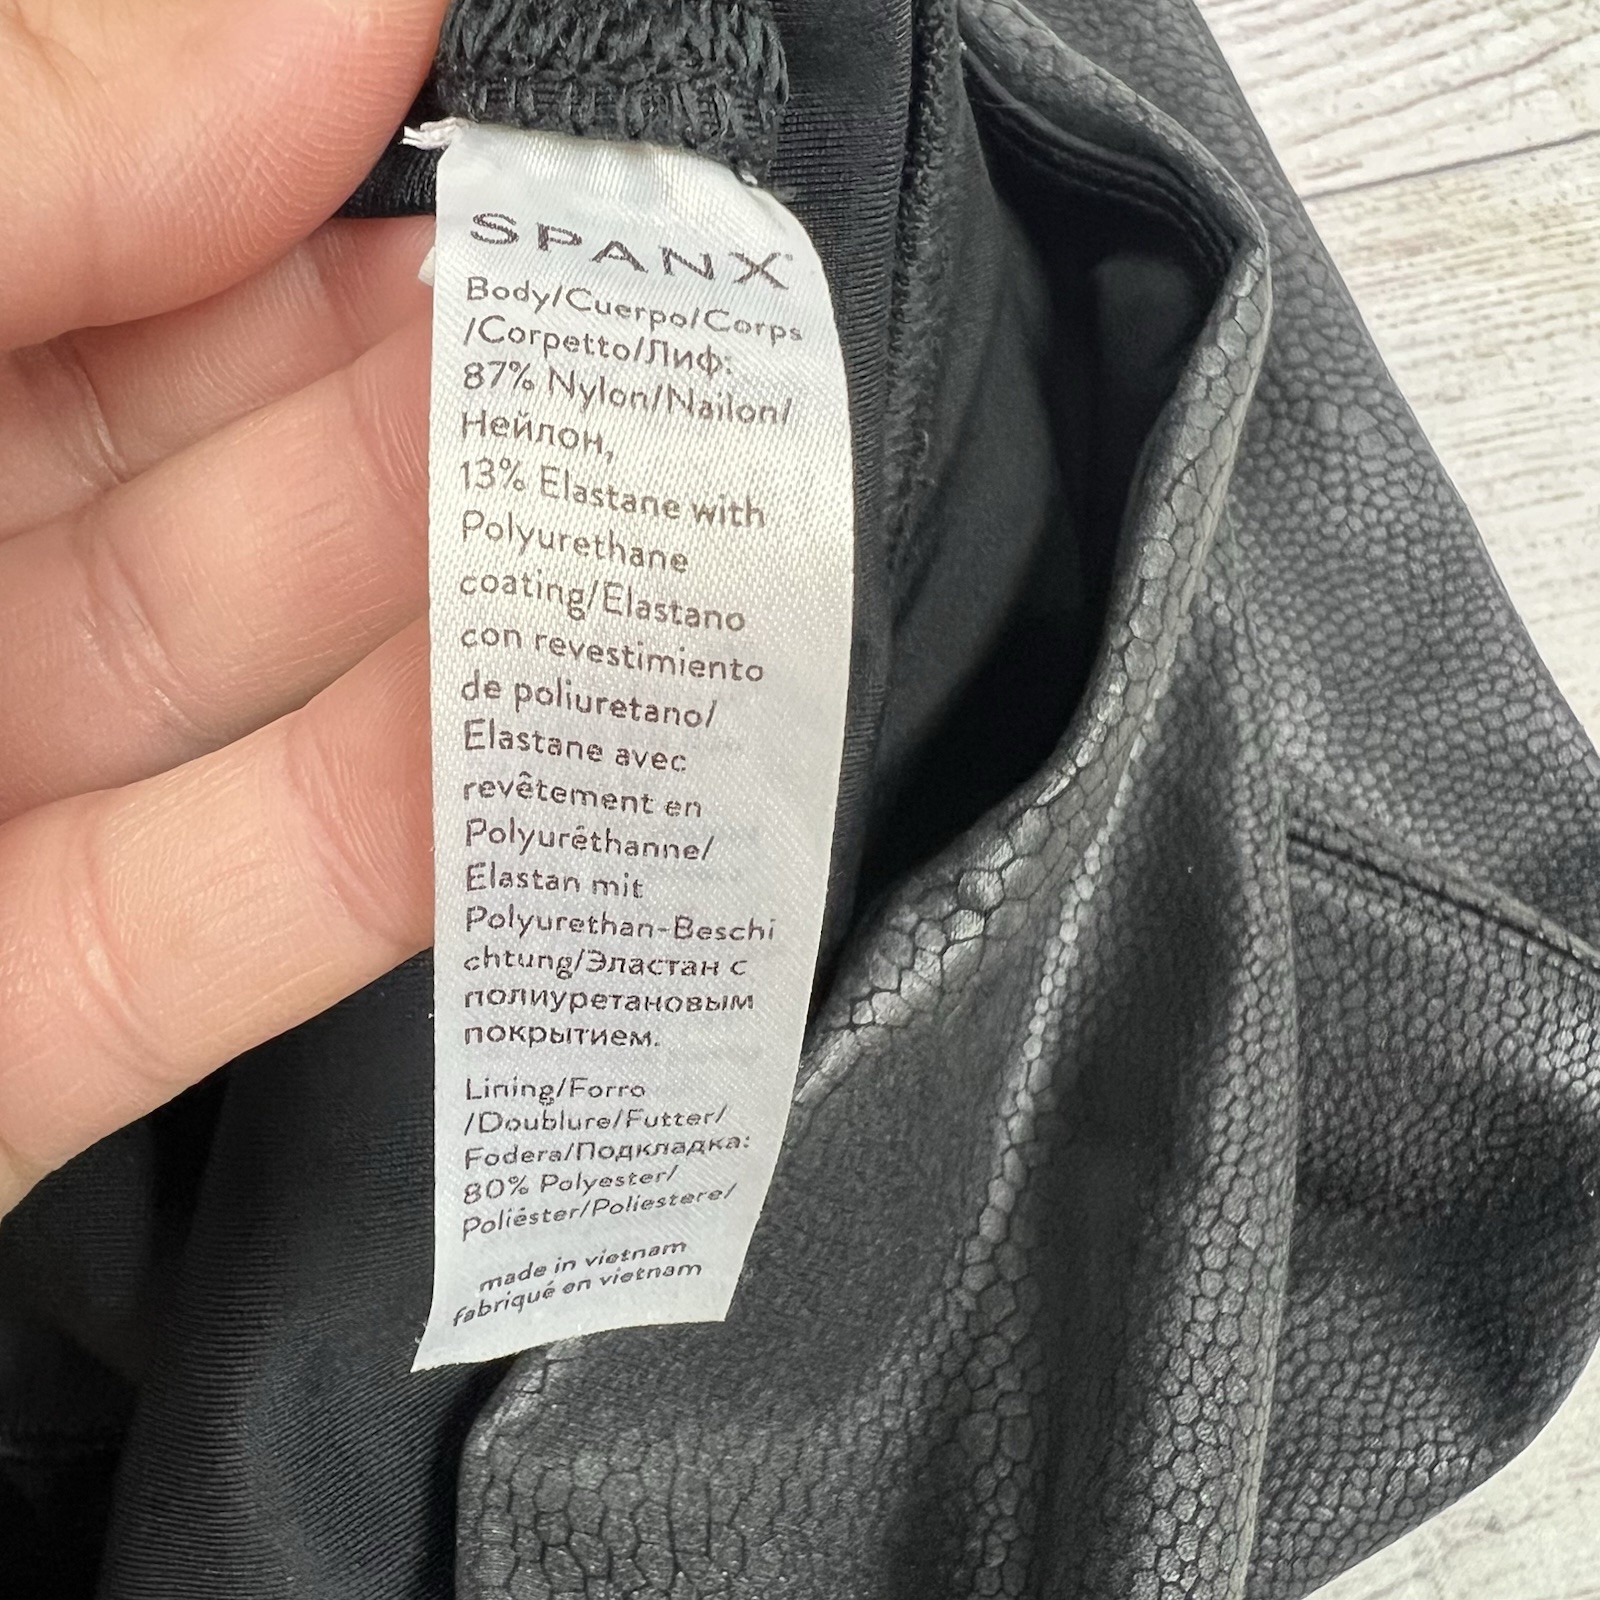 SPANX
Body/Cuerpo/Corps
/Corpetto/Лиф:
87% Nylon/Nailon/
Нейлон,
13% Elastane with
Polyurethane
coating/Elastano
con revestimiento
de poliuretano/
Elastane avec
revêtement en
Polyuréthanne/
Elastan mit
Polyurethan-Beschi
chtung/Эластан с
полиуретановым
покрытием.
Lining/Forro
/Doublure/Futter/
Fodera/Подкладка:
80% Polyester/
Poliéster/Poliestere/
made in vietnam
fabriqué en vietnam